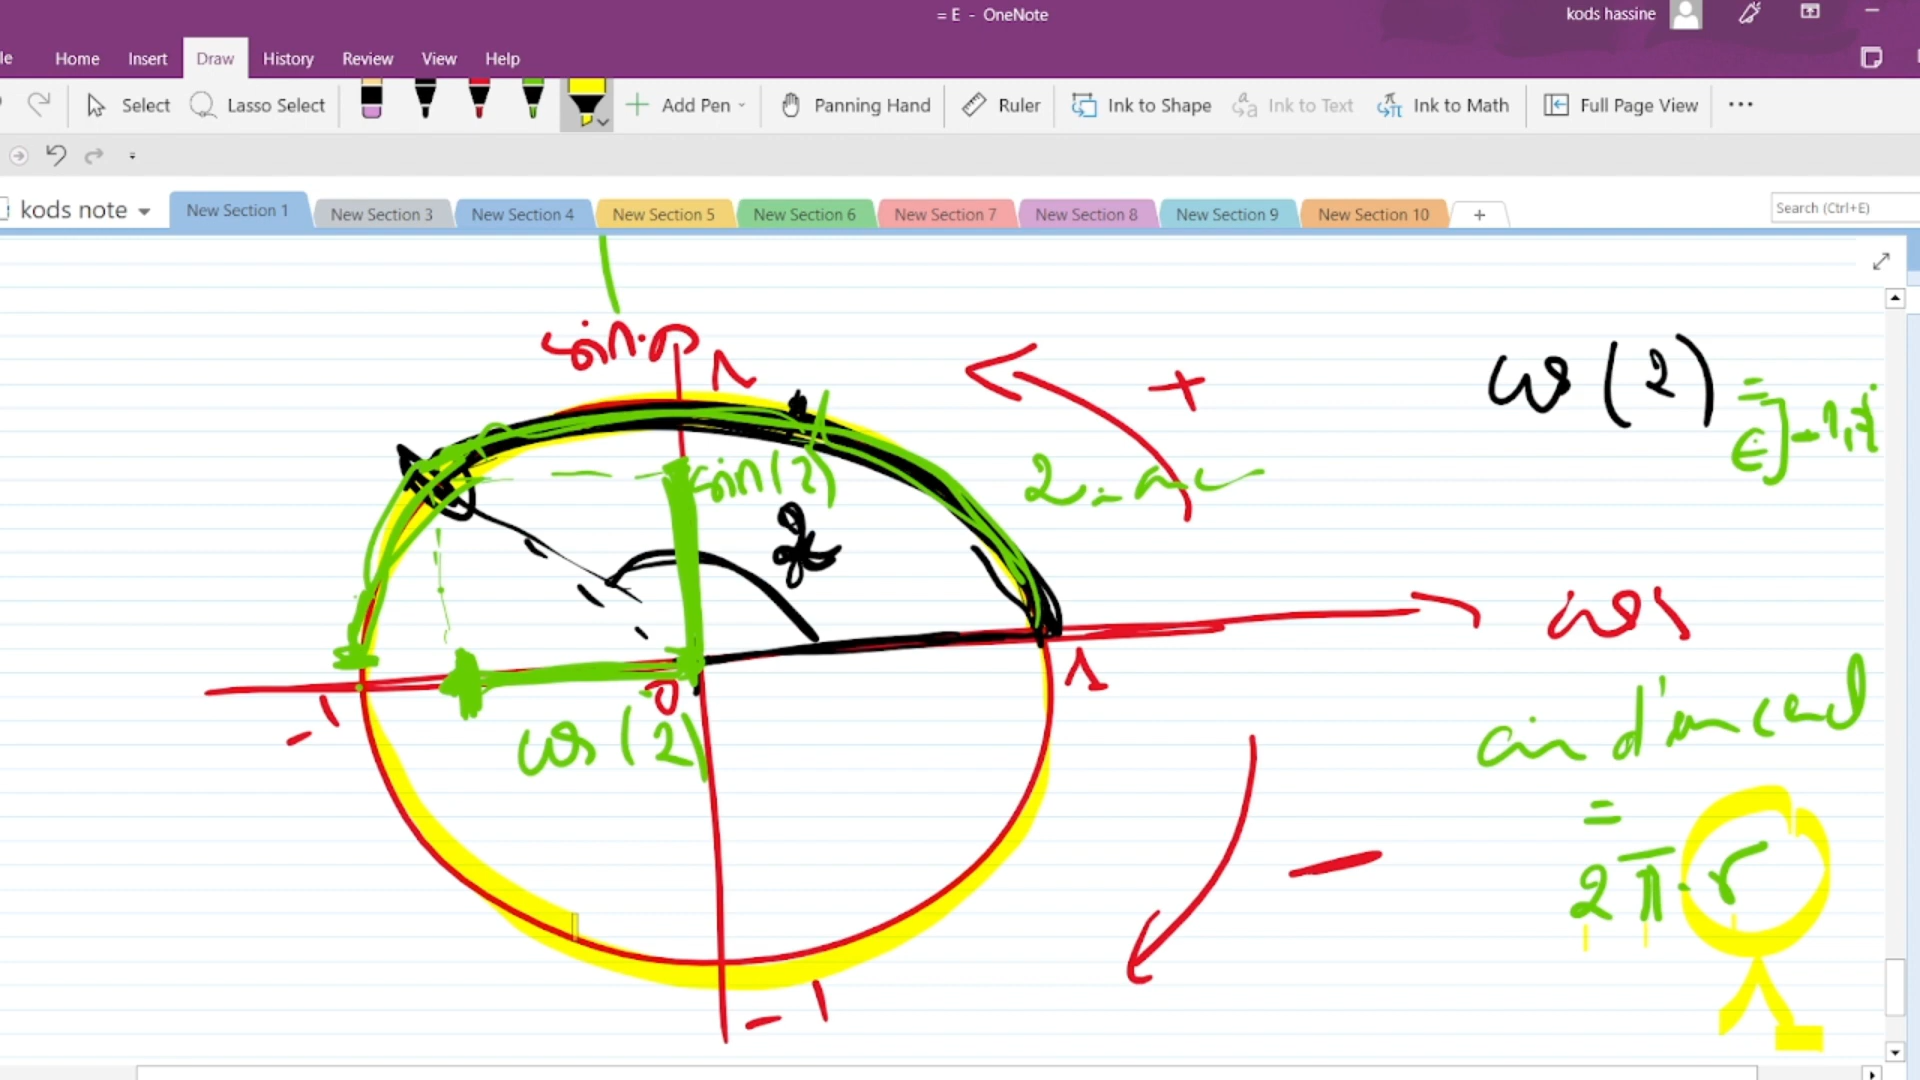 = E - OneNote
kods hassine
Home Insert Draw History Review View Help
Select Lasso Select Add Pen Panning Hand Ruler Ink to Shape Ink to Text Ink to Math Full Page View
kods note
New Section 1 New Section 3 New Section 4 New Section 5 New Section 6 New Section 7 New Section 8 New Section 9 New Section 10 +
Search (Ctrl+E)
sin
1
+
cos (2)
sin(2)
2
cos
1
-1
0
cos (2)
=
2π.r
-
-1